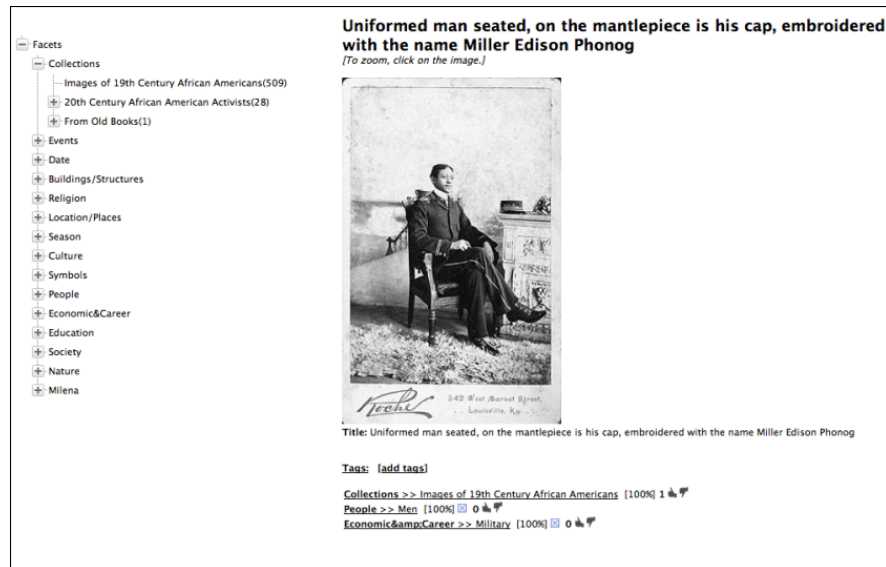 Facets
Collections
Images of 19th Century African Americans(509)
20th Century African American Activists(28)
From Old Books(1)
Events
Date
Buildings/Structures
Religion
Location/Places
Season
Culture
Symbols
People
Economic&Career
Education
Society
Nature
Milena
Uniformed man seated, on the mantlepiece is his cap, embroidered
with the name Miller Edison Phonog
[To zoom, click on the image.]
Roche
342 West Market Street,
Louisville, Ky
Title: Uniformed man seated, on the mantlepiece is his cap, embroidered with the name Miller Edison Phonog
Tags: [add tags]
Collections >> Images of 19th Century African Americans [100%] 1
People >> Men [100%] 0
Economic&amp;Career >> Military [100%] 0